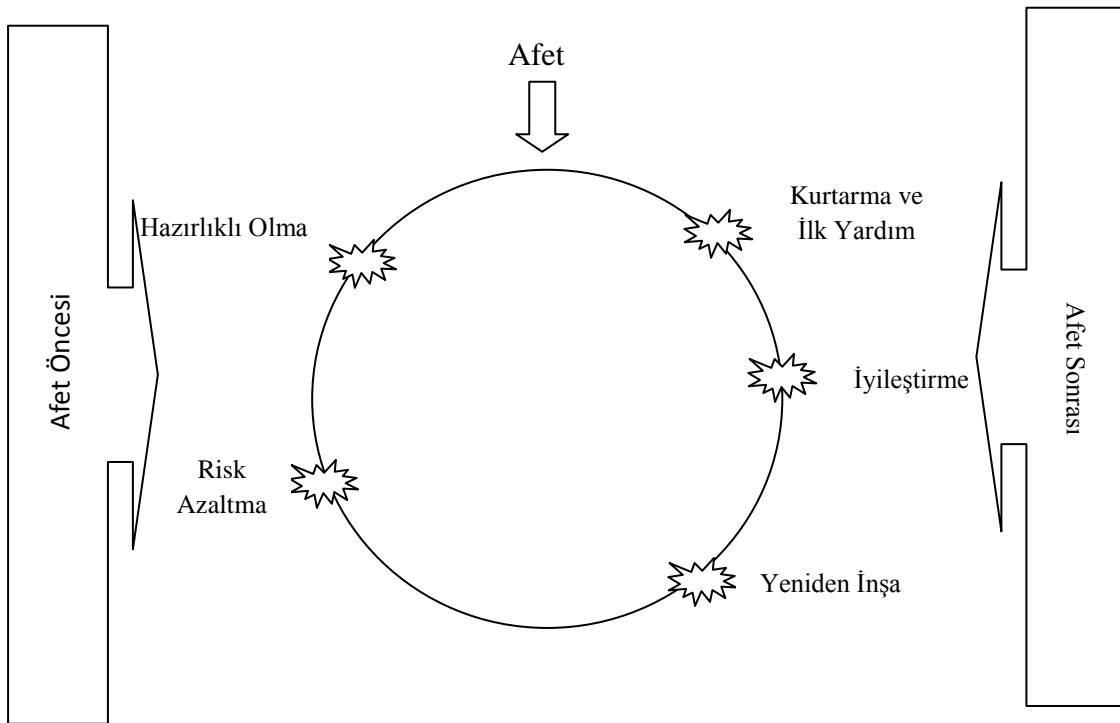 Afet
Kurtarma ve
İlk Yardım
Hazırlıklı Olma
Afet Öncesi
Afet Sonrası
İyileştirme
Risk
Azaltma
Yeniden İnşa